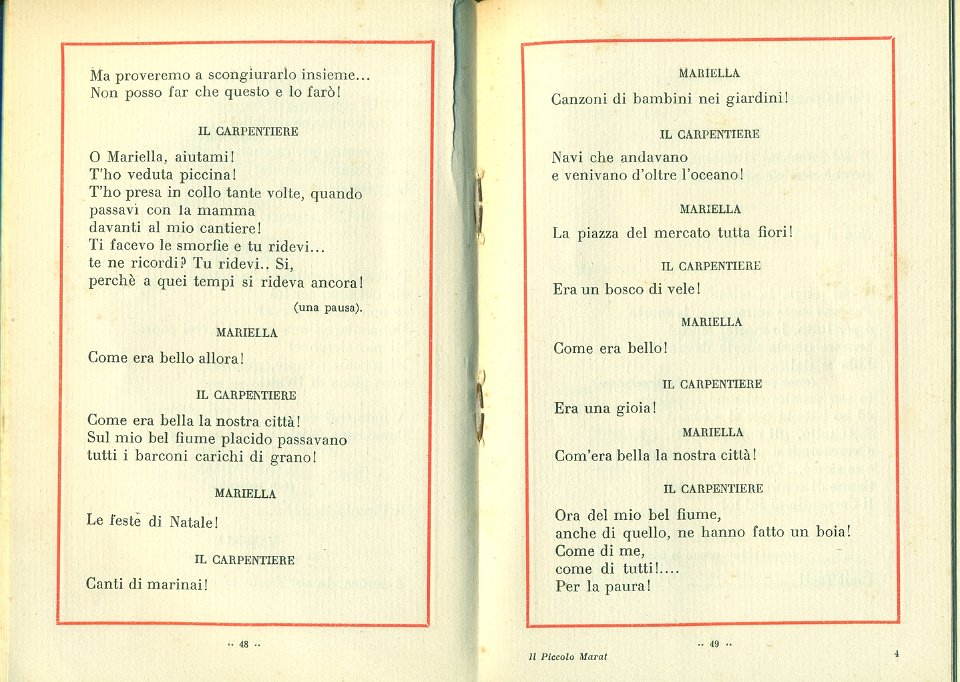 Ma proveremo a scongiurarlo insieme...
Non posso far che questo e lo farò!
IL CARPENTIERE
O Mariella, aiutami!
T'ho veduta piccina!
T'ho presa in collo tante volte, quando
passavi con la mamma
davanti al mio cantiere!
Ti facevo le smorfie e tu ridevi...
te ne ricordi? Tu ridevi.. Si,
perchè a quei tempi si rideva ancora!
(una pausa).
MARIELLA
Come era bello allora!
IL CARPENTIERE
Come era bella la nostra città!
Sul mio bel fiume placido passavano
tutti i barconi carichi di grano!
MARIELLA
Le feste di Natale!
IL CARPENTIERE
Canti di marinai!
·· 48 ··
MARIELLA
Canzoni di bambini nei giardini!
IL CARPENTIERE
Navi che andavano
e venivano d'oltre l'oceano!
MARIELLA
La piazza del mercato tutta fiori!
IL CARPENTIERE
Era un bosco di vele!
MARIELLA
Come era bello!
IL CARPENTIERE
Era una gioia!
MARIELLA
Com'era bella la nostra città!
IL CARPENTIERE
Ora del mio bel fiume,
anche di quello, ne hanno fatto un boia!
Come di me,
come di tutti!....
Per la paura!
·· 49 ··
Il Piccolo Marat 4